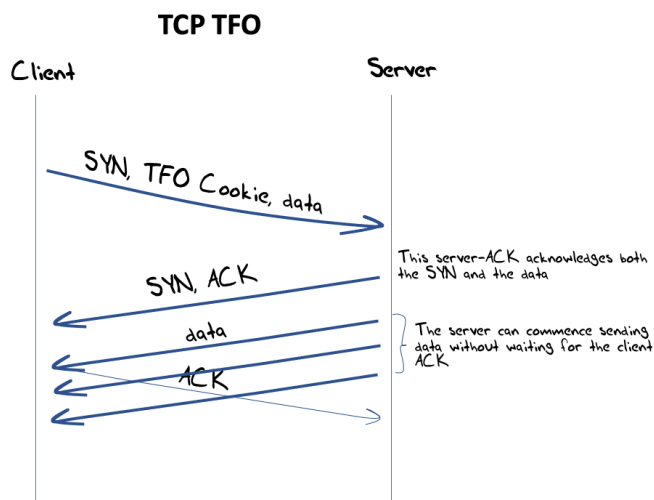 TCP TFO
Client
Server
SYN, TFO Cookie, data
This server-ACK acknowledges both
the SYN and the data
SYN, ACK
data
The server can commence sending
data without waiting for the client
ACK
ACK